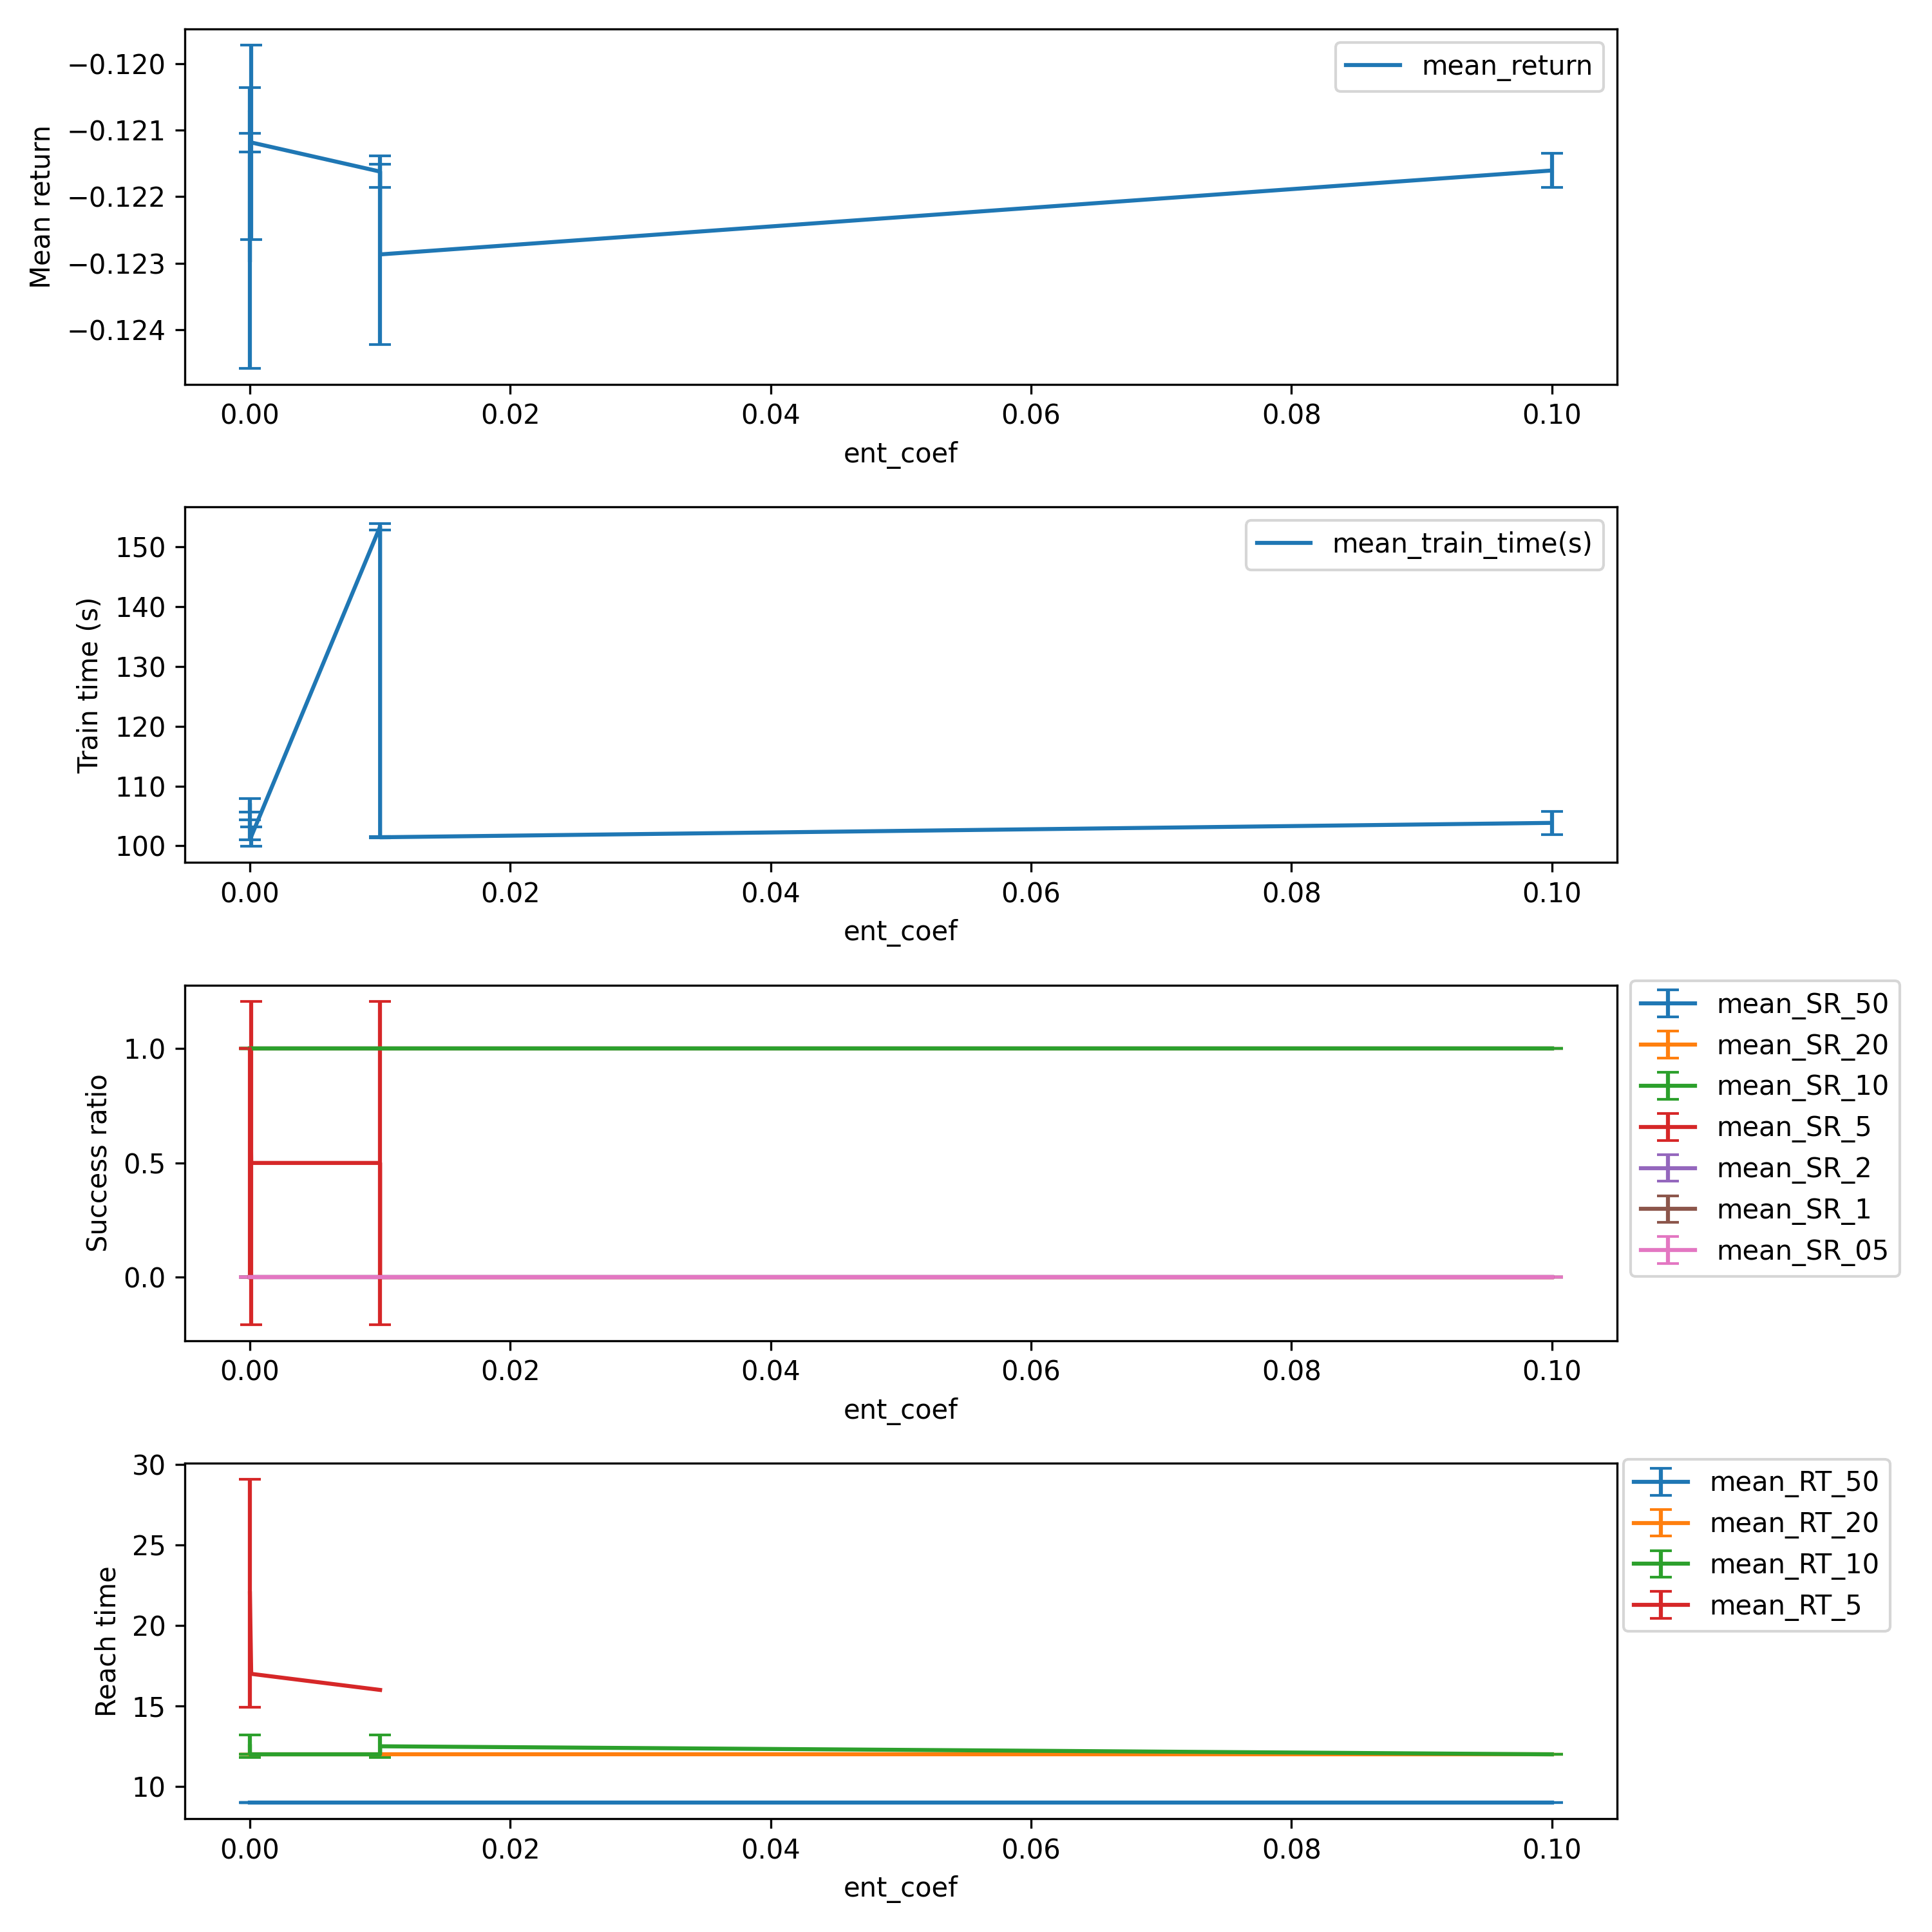 mean_return
−0.120
−0.121
−0.122
−0.123
−0.124
Mean return
0.00 0.02 0.04 0.06 0.08 0.10
ent_coef
mean_train_time(s)
150
140
130
120
110
100
Train time (s)
0.00 0.02 0.04 0.06 0.08 0.10
ent_coef
mean_SR_50
mean_SR_20
mean_SR_10
mean_SR_5
mean_SR_2
mean_SR_1
mean_SR_05
1.0
0.5
0.0
Success ratio
0.00 0.02 0.04 0.06 0.08 0.10
ent_coef
mean_RT_50
mean_RT_20
mean_RT_10
mean_RT_5
30
25
20
15
10
Reach time
0.00 0.02 0.04 0.06 0.08 0.10
ent_coef